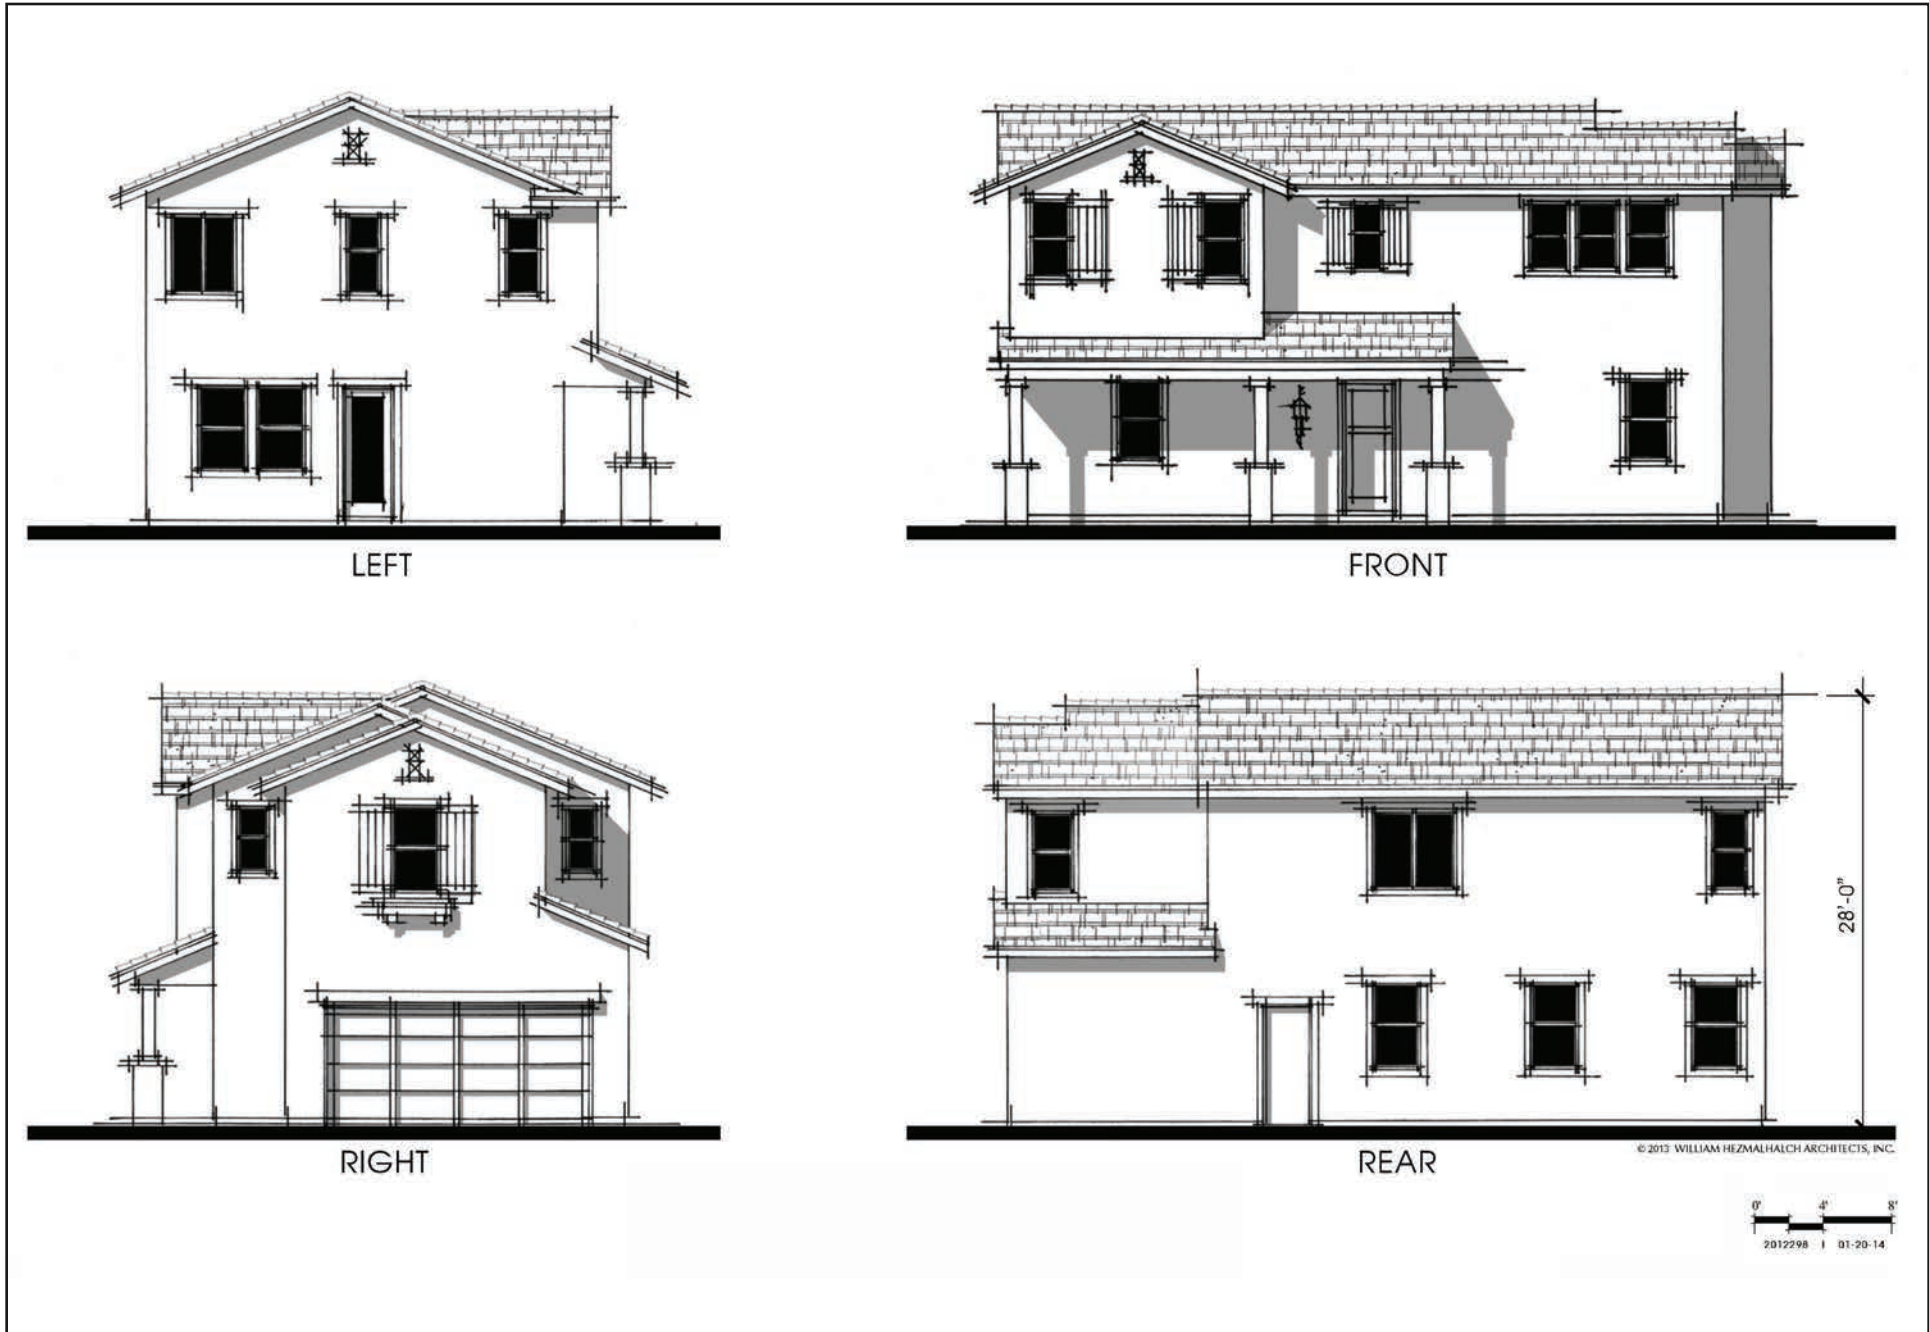 LEFT
FRONT
RIGHT
REAR
28'-0"
© 2013 WILLIAM HEZMALHALCH ARCHITECTS, INC.
0' 4' 8'
2012298 | 01-20-14